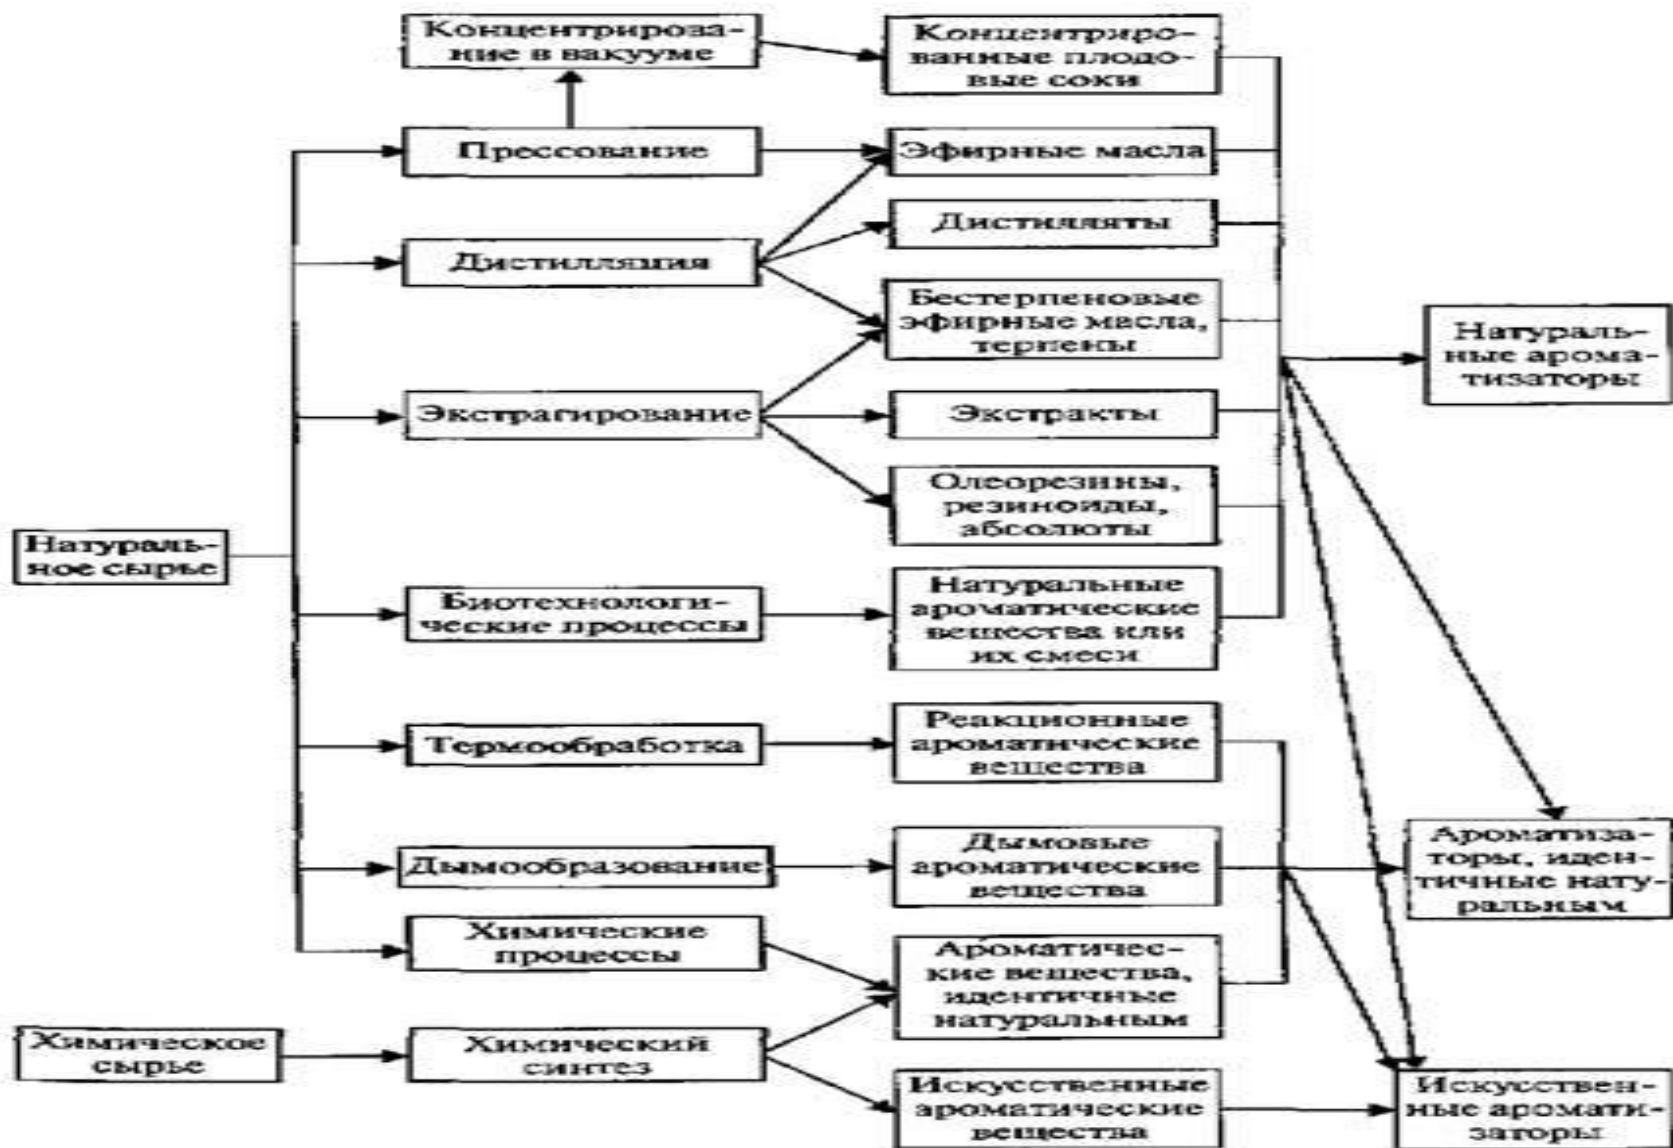 Концентрирова-
ние в вакууме
Концентриро-
ванные плодо-
вые соки
Прессование
Эфирные масла
Дистилляция
Дистилляты
Бестерпеновые
эфирные масла,
терпены
Натураль-
ные арома-
тизаторы
Экстрагирование
Экстракты
Олеорезины,
резиноиды,
абсолюты
Натураль-
ное сырье
Биотехнологи-
ческие процессы
Натуральные
ароматические
вещества или
их смеси
Термообработка
Реакционные
ароматические
вещества
Дымообразование
Дымовые
ароматические
вещества
Ароматиза-
торы, иден-
тичные нату-
ральным
Химические
процессы
Ароматичес-
кие вещества,
идентичные
натуральным
Химическое
сырье
Химический
синтез
Искусственные
ароматические
вещества
Искусствен-
ные аромати-
заторы